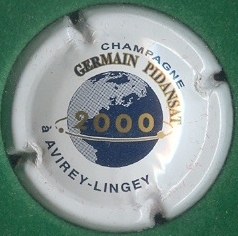 CHAMPAGNE
GERMAIN PIDANSAT
2000
à AVIREY-LINGEY